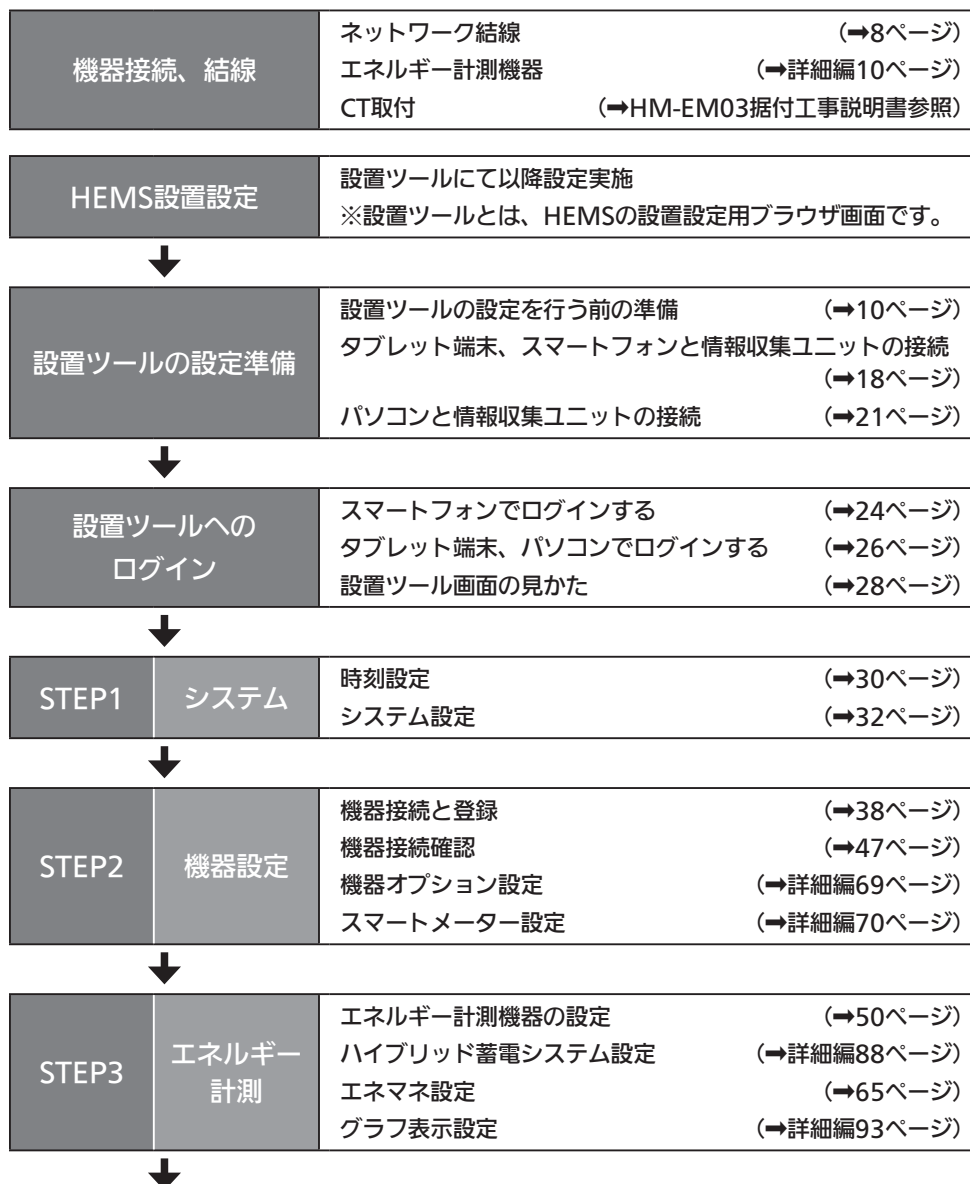 機器接続、結線
ネットワーク結線 (➡8ページ)
エネルギー計測機器 (➡詳細編10ページ)
CT取付 (➡HM-EM03据付工事説明書参照)
HEMS設置設定
設置ツールにて以降設定実施
※設置ツールとは、HEMSの設置設定用ブラウザ画面です。
設置ツールの設定準備
設置ツールの設定を行う前の準備 (➡10ページ)
タブレット端末、スマートフォンと情報収集ユニットの接続
(➡18ページ)
パソコンと情報収集ユニットの接続 (➡21ページ)
設置ツールへの
ログイン
スマートフォンでログインする (➡24ページ)
タブレット端末、パソコンでログインする (➡26ページ)
設置ツール画面の見かた (➡28ページ)
STEP1 システム
時刻設定 (➡30ページ)
システム設定 (➡32ページ)
STEP2 機器設定
機器接続と登録 (➡38ページ)
機器接続確認 (➡47ページ)
機器オプション設定 (➡詳細編69ページ)
スマートメーター設定 (➡詳細編70ページ)
STEP3 エネルギー
計測
エネルギー計測機器の設定 (➡50ページ)
ハイブリッド蓄電システム設定 (➡詳細編88ページ)
エネマネ設定 (➡65ページ)
グラフ表示設定 (➡詳細編93ページ)